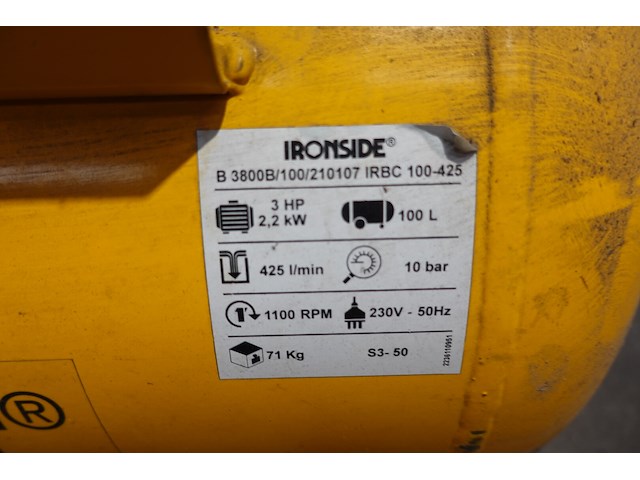 IRONSIDE®
B 3800B/100/210107 IRBC 100-425
3 HP
2,2 kW
100 L
425 l/min
10 bar
1100 RPM
230V - 50Hz
71 Kg
S3- 50
2236110951
®